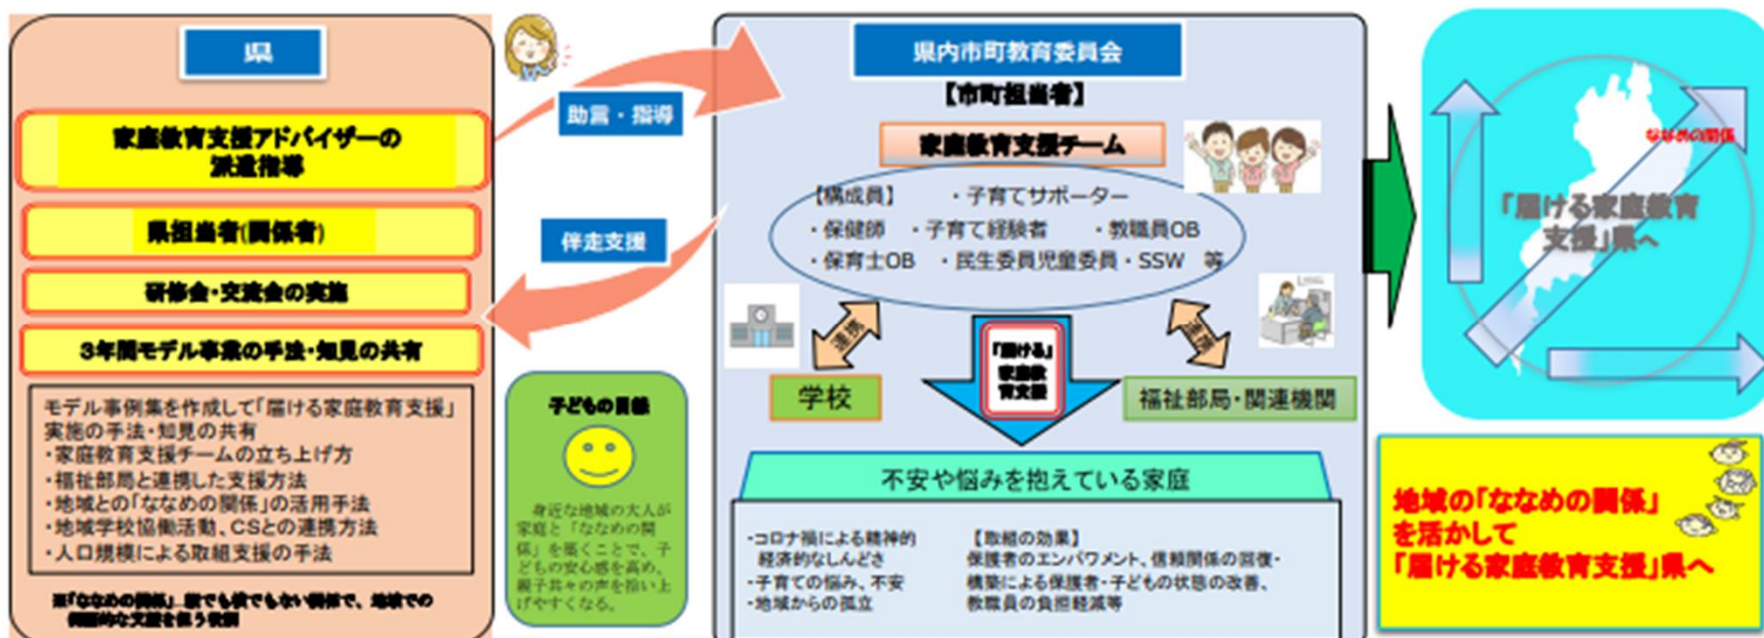 県
家庭教育支援アドバイザーの
派遣指導
県担当者(関係者)
研修会・交流会の実施
3年間モデル事業の手法・知見の共有
モデル事例集を作成して「届ける家庭教育支援」
実施の手法・知見の共有
・家庭教育支援チームの立ち上げ方
・福祉部局と連携した支援方法
・地域との「ななめの関係」の活用手法
・地域学校協働活動、CSとの連携方法
・人口規模による取組支援の手法
※「ななめの関係」…縦でも横でもない関係で、地域での
助言・指導
伴走支援
子どもの目線
身近な地域の大人が
家庭と「ななめの関
係」を築くことで、子
どもの安心感を高め、
親子共々の声を拾い上
げやすくなる。
県内市町教育委員会
【市町担当者】
家庭教育支援チーム
【構成員】 ・子育てサポーター
・保健師 ・子育て経験者 ・教職員OB
・保育士OB ・民生委員児童委員・SSW 等
連携
連携
学校
「届ける」
家庭教
育支援
福祉部局・関連機関
不安や悩みを抱えている家庭
・コロナ禍による精神的
経済的なしんどさ
・子育ての悩み、不安
・地域からの孤立
【取組の効果】
保護者のエンパワメント、信頼関係の回復・
構築による保護者・子どもの状態の改善、
教職員の負担軽減等
ななめの関係
「届ける家庭教育
支援」県へ
地域の「ななめの関係」
を活かして
「届ける家庭教育支援」県へ